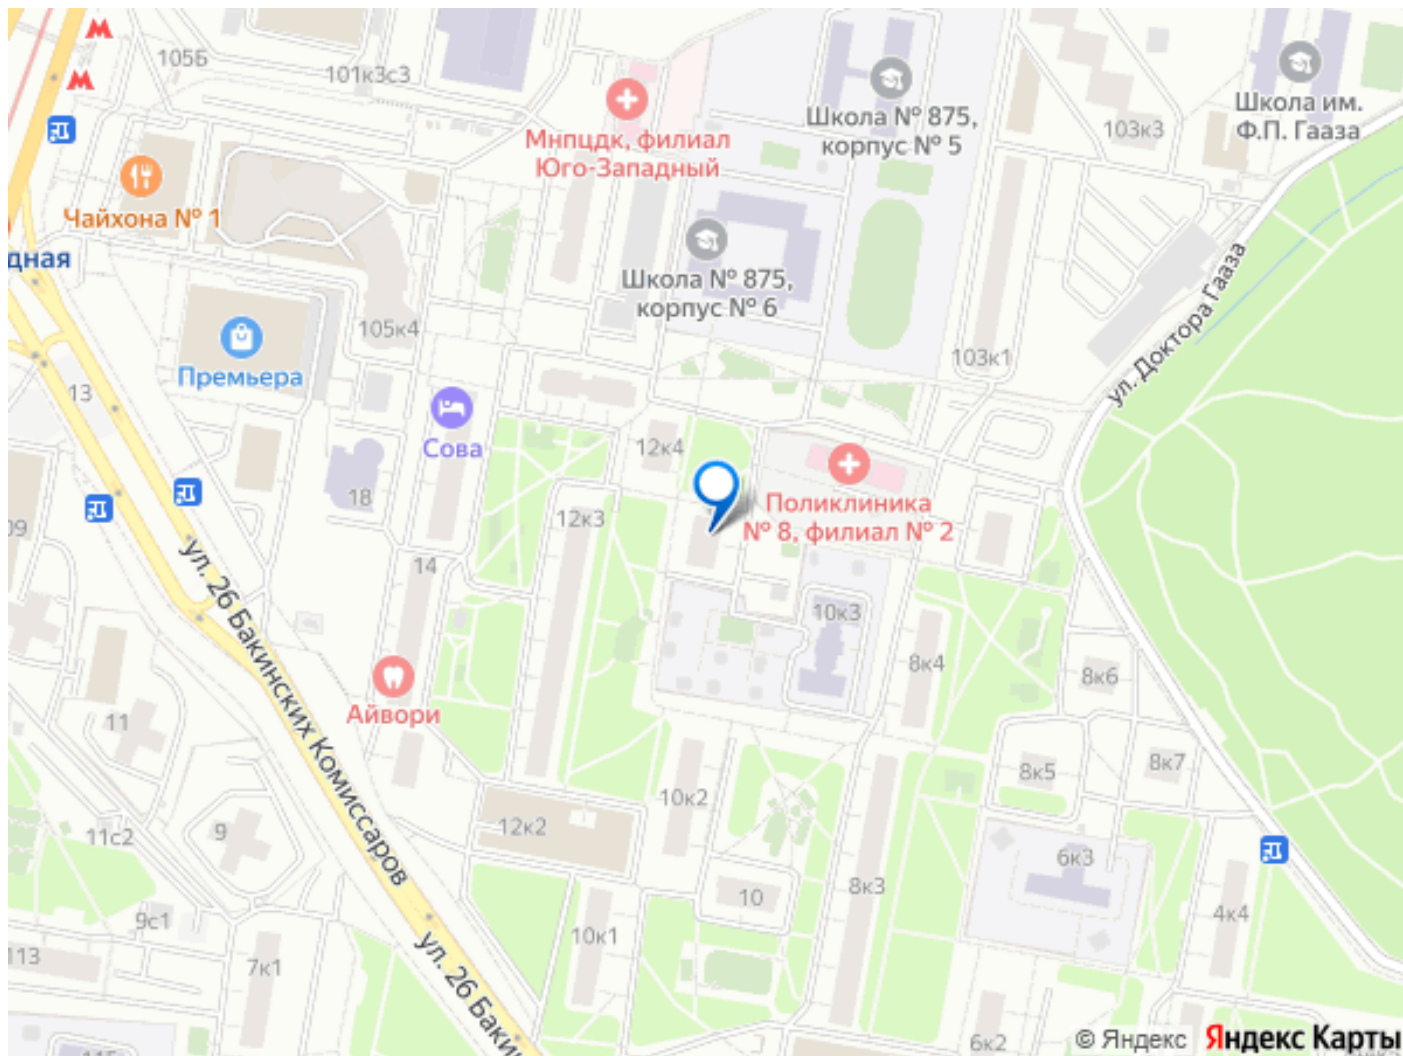 105Б
101к3с3
Мнпцдк, филиал
Юго-Западный
Школа № 875,
корпус № 5
103к3
Школа им.
Ф.П. Гааза
Чайхона № 1
дная
Школа № 875,
корпус № 6
ул. Доктора Гааза
105к4
103к1
Премьера
13
Сова
12к4
18
12к3
Поликлиника
№ 8, филиал № 2
09
14
10к3
ул. 26 Бакинских Комиссаров
8к4
8к6
Айвори
11
8к5
8к7
10к2
11с2
9
12к2
6к3
10
8к3
9с1
4к4
113
7к1
10к1
ул. 26 Бакин
6к2
© Яндекс Яндекс Карты